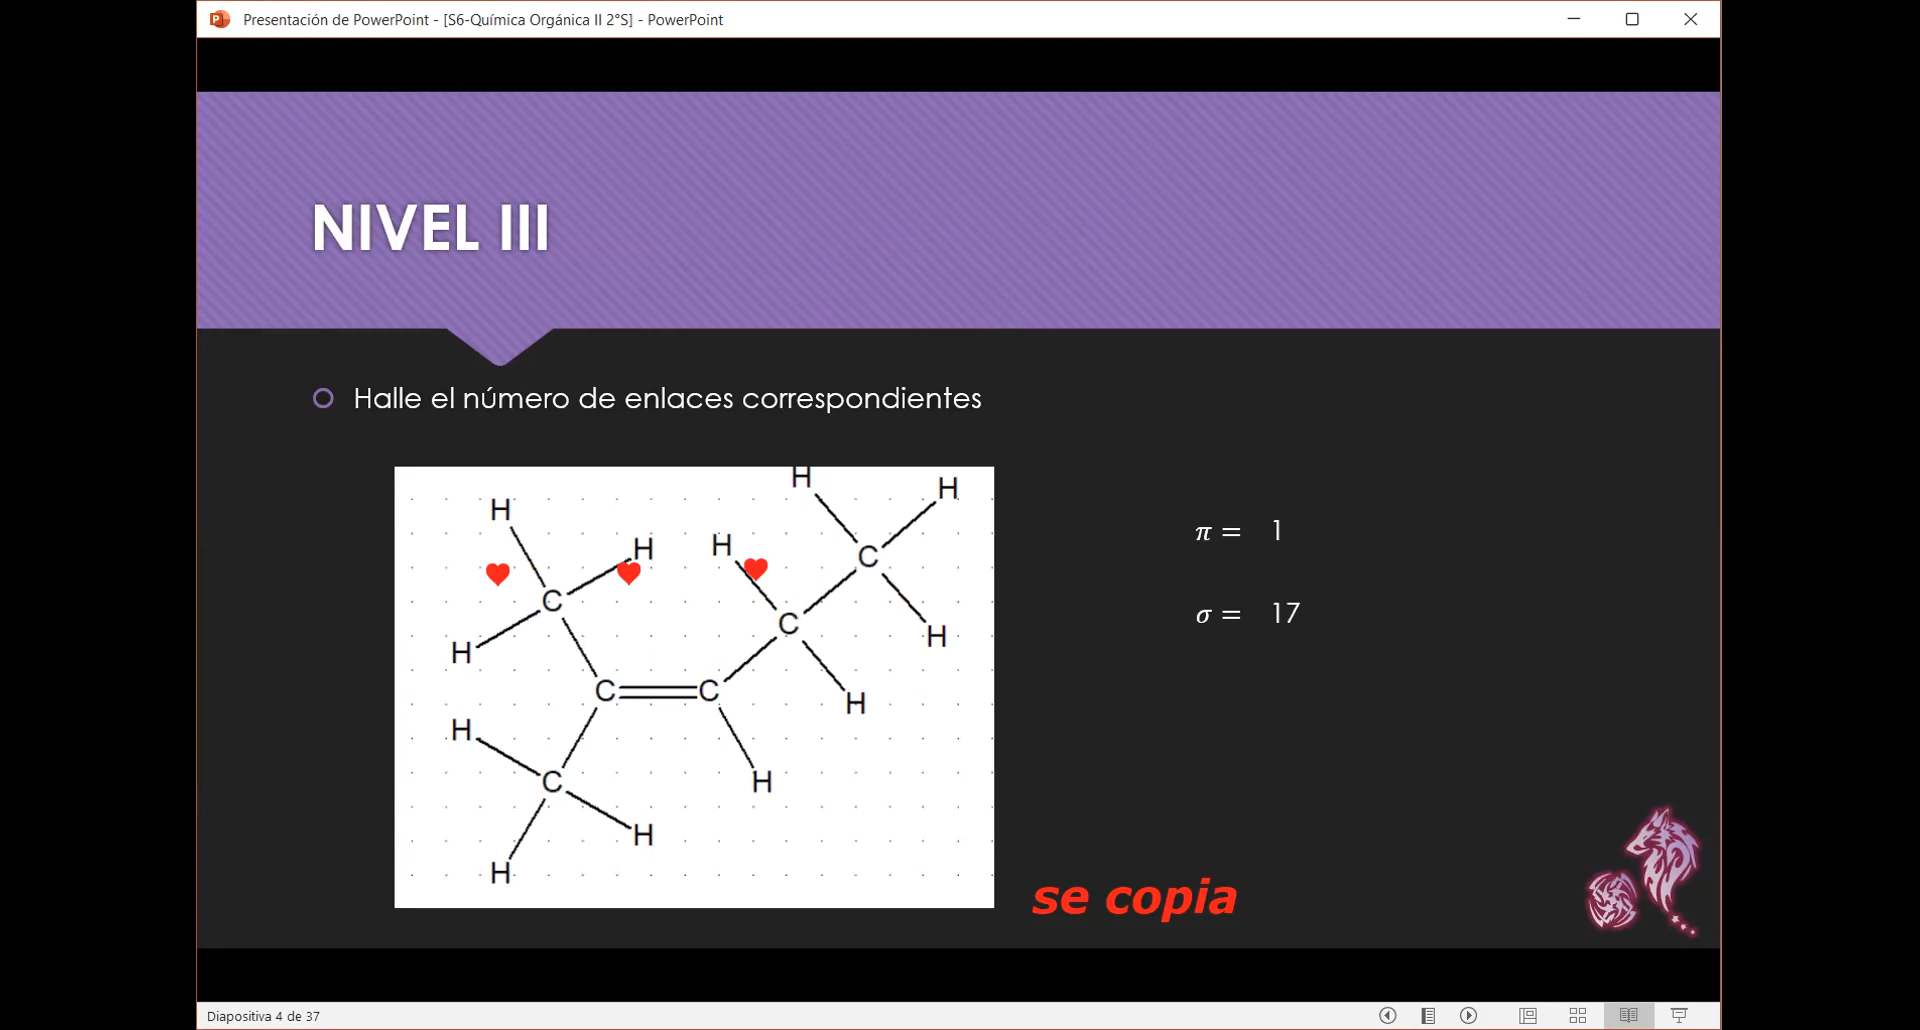 Presentación de PowerPoint - [S6-Química Orgánica II 2°S] - PowerPoint
NIVEL III
Halle el número de enlaces correspondientes
H H
H H H
C
C C
H H
C C
H H
C H
H
H
π = 1
σ = 17
se copia
Diapositiva 4 de 37